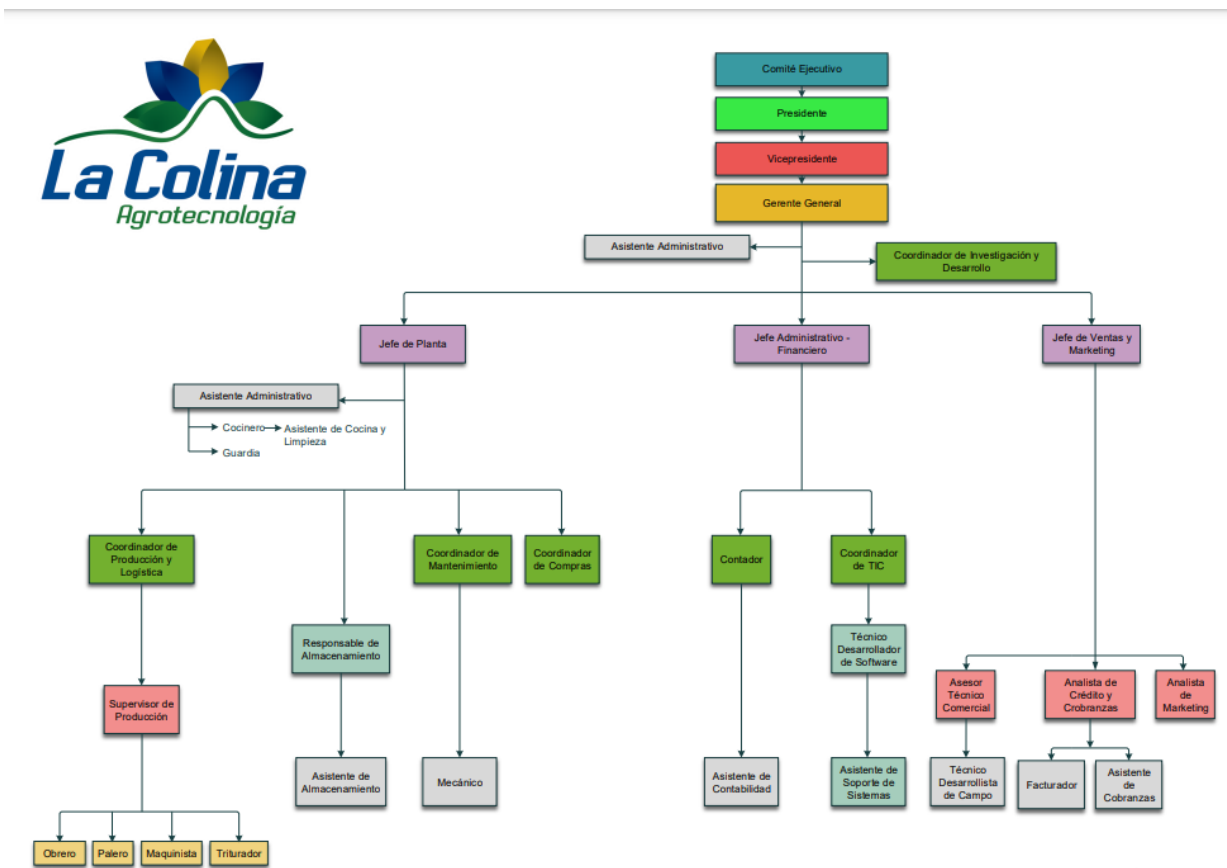 La Colina
Agrotecnología
Comité Ejecutivo
Presidente
Vicepresidente
Gerente General
Asistente Administrativo
Coordinador de Investigación y
Desarrollo
Jefe de Planta
Jefe Administrativo -
Financiero
Jefe de Ventas y
Marketing
Asistente Administrativo
Cocinero
Asistente de Cocina y
Limpieza
Guardia
Coordinador de
Producción y
Logística
Coordinador de
Mantenimiento
Coordinador
de Compras
Contador
Coordinador
de TIC
Responsable de
Almacenamiento
Técnico
Desarrollador
de Software
Supervisor de
Producción
Asesor
Técnico
Comercial
Analista de
Crédito y
Crobranzas
Analista
de
Marketing
Asistente de
Almacenamiento
Mecánico
Asistente de
Contabilidad
Asistente de
Soporte de
Sistemas
Técnico
Desarrollista
de Campo
Facturador
Asistente
de
Cobranzas
Obrero
Palero
Maquinista
Triturador